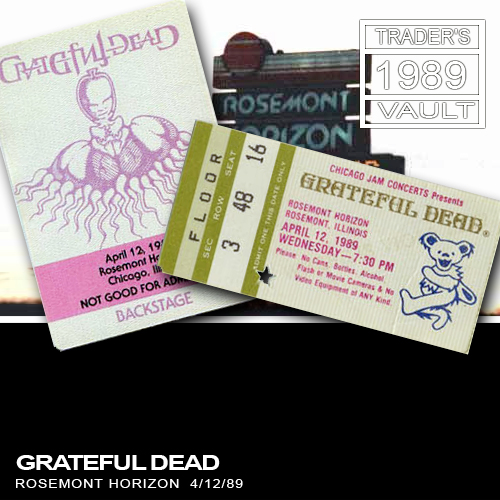 GRATEFUL DEAD
April 12, 19
Rosemont Ho
Chicago, Ill
NOT GOOD FOR ADM
BACKSTAGE
ROSEMONT
HORIZON
TRADER'S
1989
VAULT
FLOOR 48 16
SEC ROW SEAT
3
ADMIT ONE THIS DATE ONLY
CHICAGO JAM CONCERTS Presents
GRATEFUL DEAD
ROSEMONT HORIZON
ROSEMONT, ILLINOIS
APRIL 12, 1989
WEDNESDAY—7:30 PM
Please No Cans, Bottles, Alcohol,
Flash or Movie Cameras & No
Video Equipment of ANY Kind.
GRATEFUL DEAD
ROSEMONT HORIZON 4/12/89